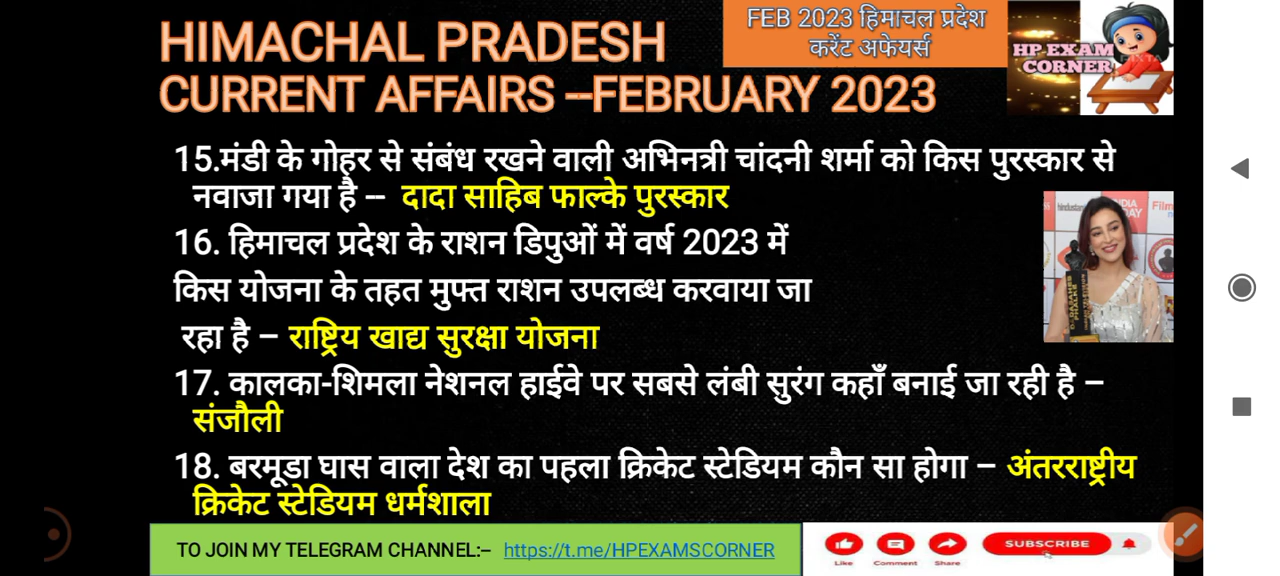 HIMACHAL PRADESH
CURRENT AFFAIRS –FEBRUARY 2023
FEB 2023 हिमाचल प्रदेश
करेंट अफेयर्स
HP EXAM
CORNER
15.मंडी के गोहर से संबंध रखने वाली अभिनत्री चांदनी शर्मा को किस पुरस्कार से
नवाजा गया है – दादा साहिब फाल्के पुरस्कार
16. हिमाचल प्रदेश के राशन डिपुओं में वर्ष 2023 में
किस योजना के तहत मुफ्त राशन उपलब्ध करवाया जा
रहा है – राष्ट्रिय खाद्य सुरक्षा योजना
17. कालका-शिमला नेशनल हाईवे पर सबसे लंबी सुरंग कहाँ बनाई जा रही है –
संजौली
18. बरमूडा घास वाला देश का पहला क्रिकेट स्टेडियम कौन सा होगा – अंतरराष्ट्रीय
क्रिकेट स्टेडियम धर्मशाला
TO JOIN MY TELEGRAM CHANNEL:– https://t.me/HPEXAMSCORNER
Like Comment Share SUBSCRIBE